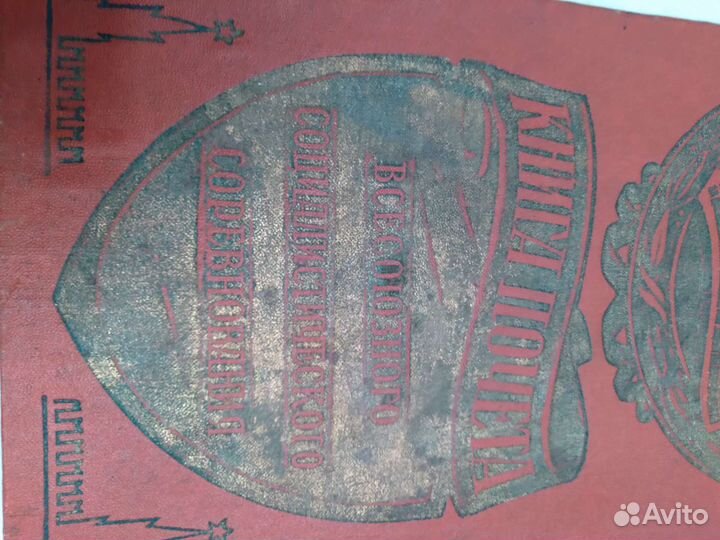 КНИГА ПОЧЕТА
ВСЕСОЮЗНОГО
СОЦИАЛИСТИЧЕСКОГО
СОРЕВНОВАНИЯ
Avito